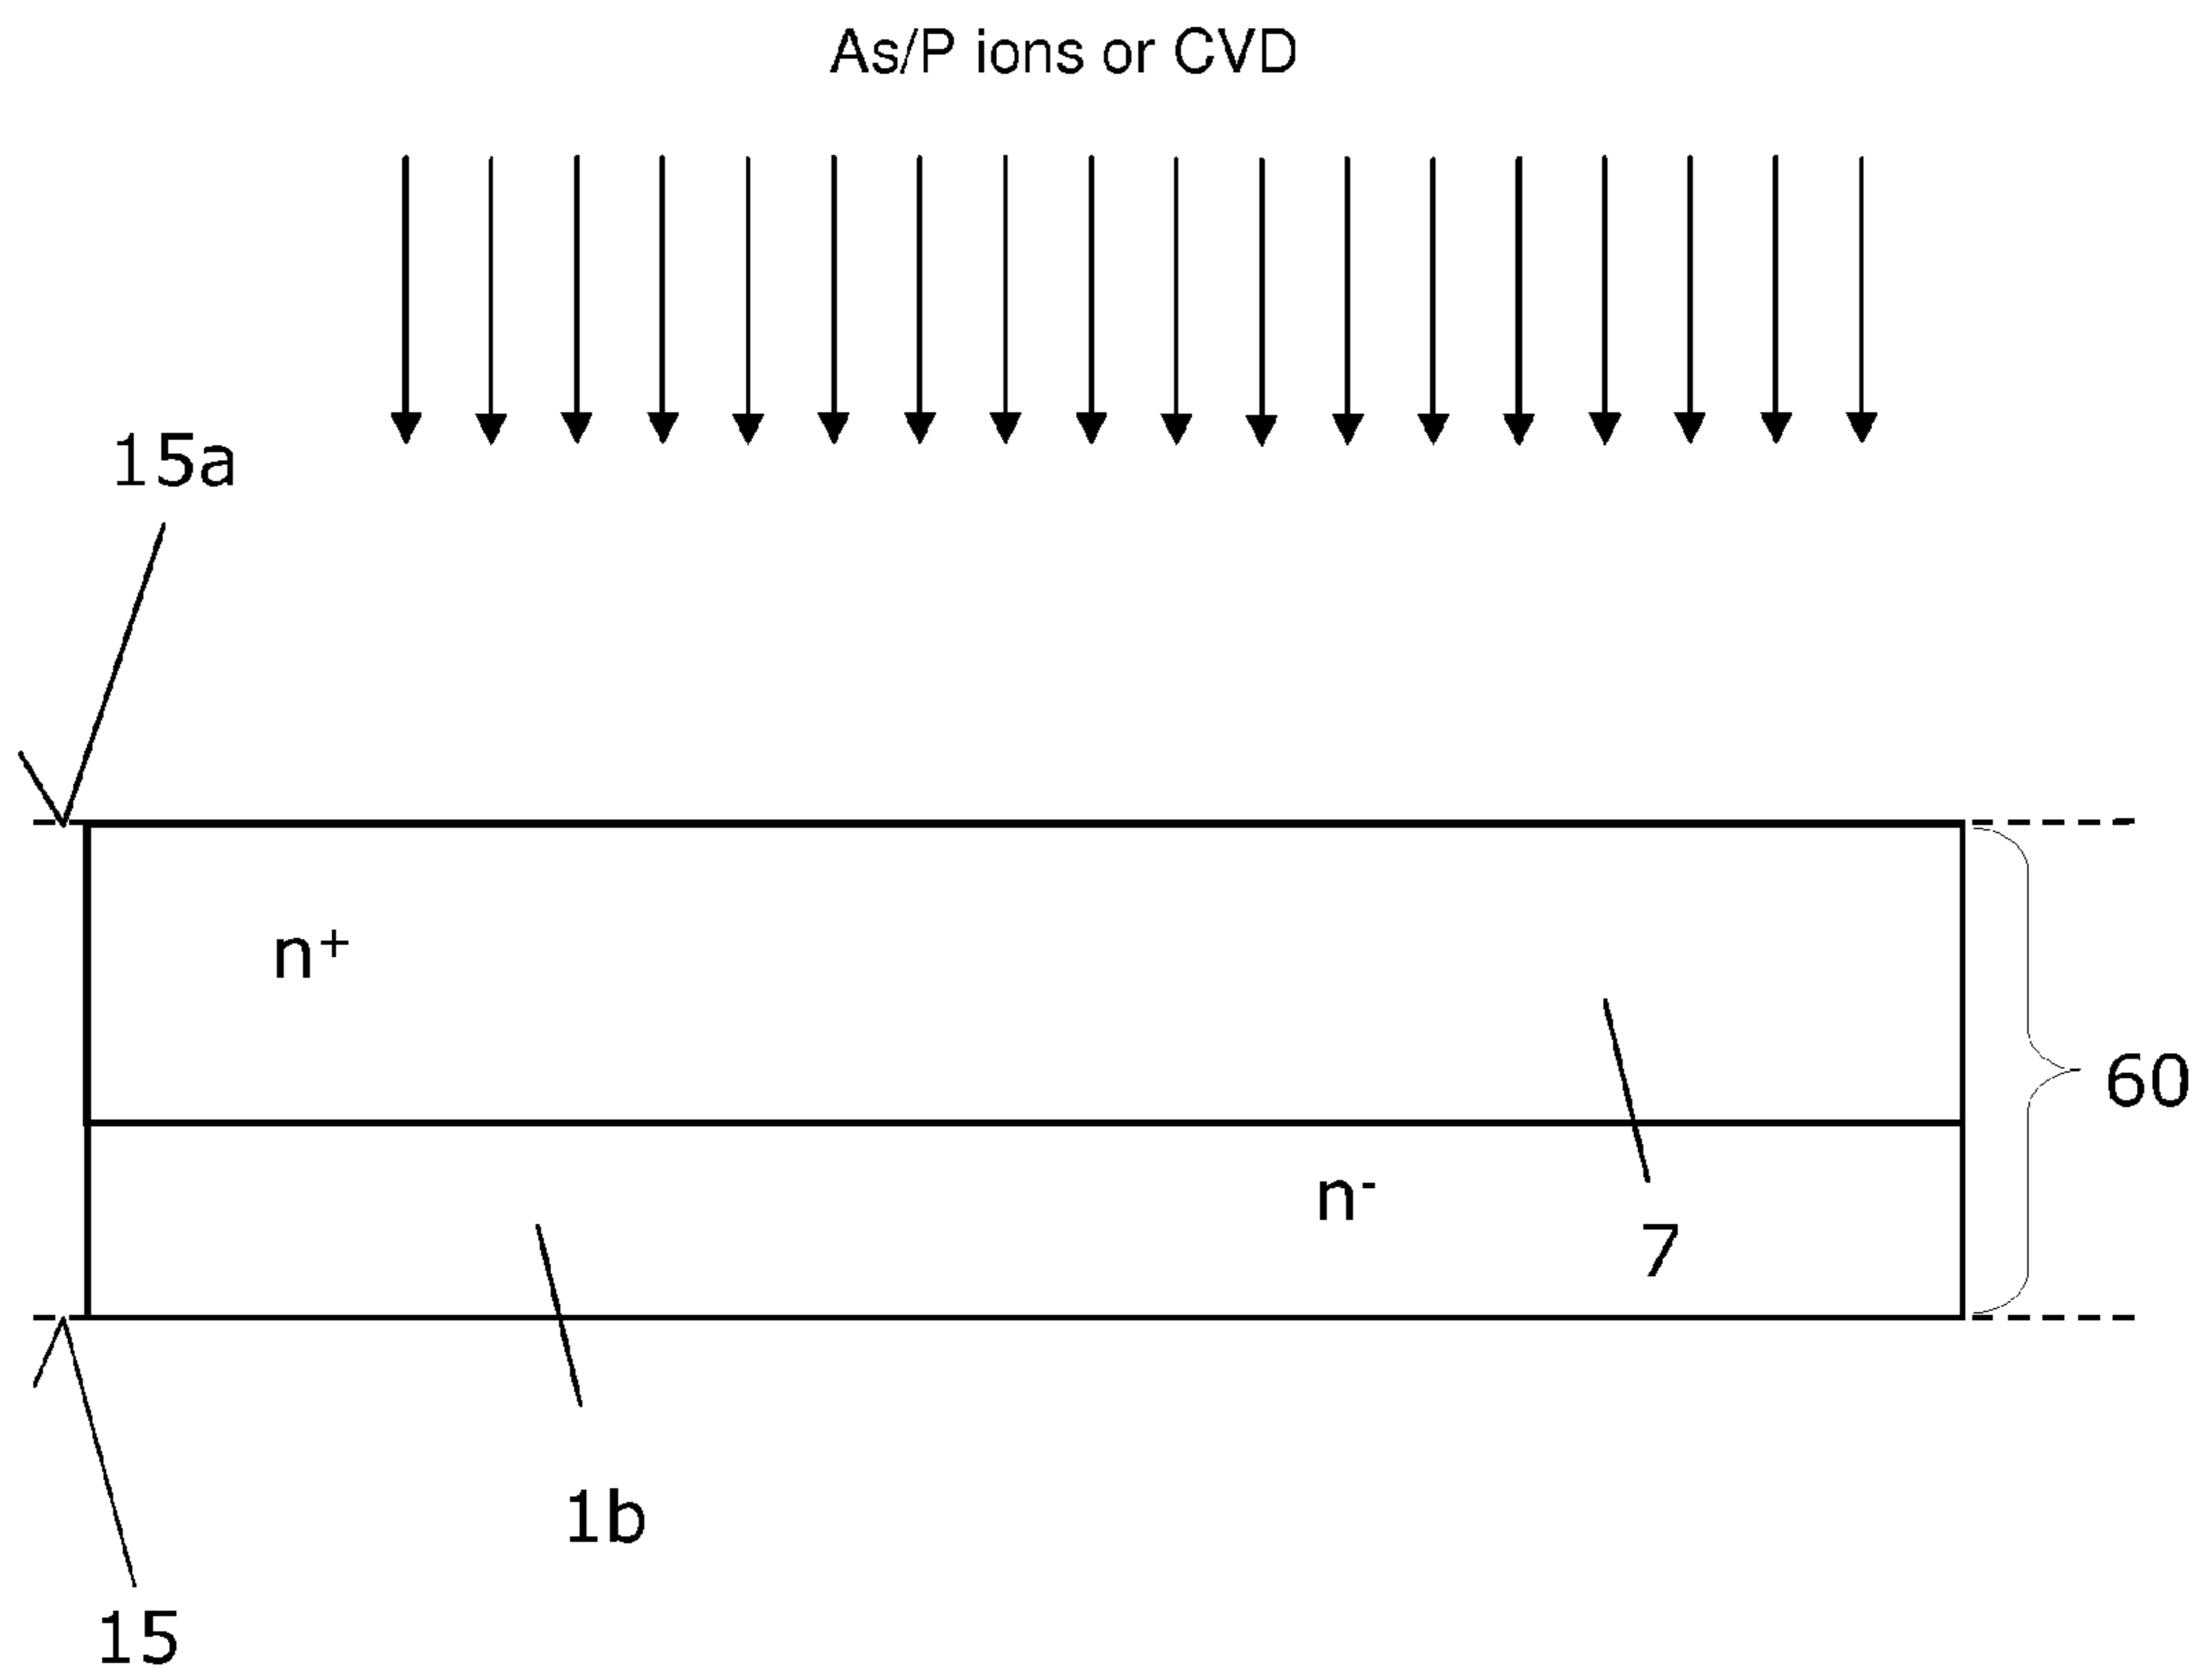 As/P ions or CVD
15a
n⁺
60
n⁻
7
1b
15